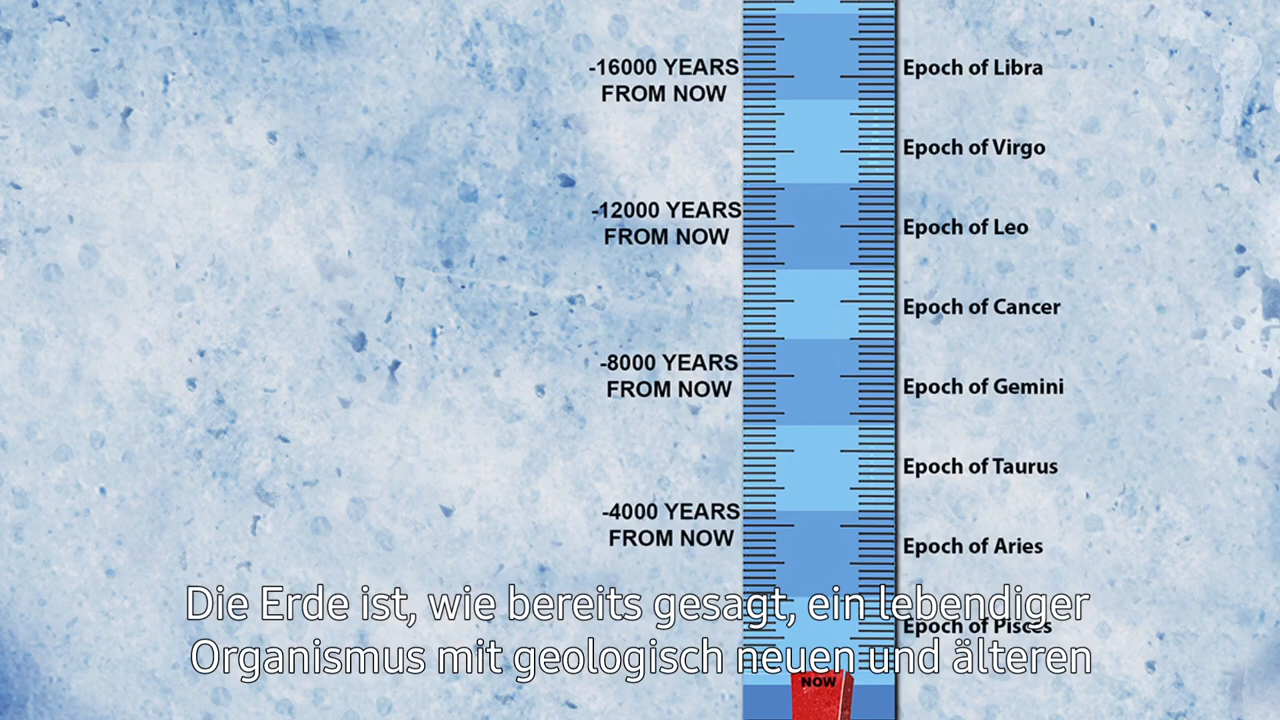 -16000 YEARS
FROM NOW
Epoch of Libra
Epoch of Virgo
-12000 YEARS
FROM NOW
Epoch of Leo
Epoch of Cancer
-8000 YEARS
FROM NOW
Epoch of Gemini
Epoch of Taurus
-4000 YEARS
FROM NOW
Epoch of Aries
Epoch of Pisces
NOW
Die Erde ist, wie bereits gesagt, ein lebendiger
Organismus mit geologisch neuen und älteren